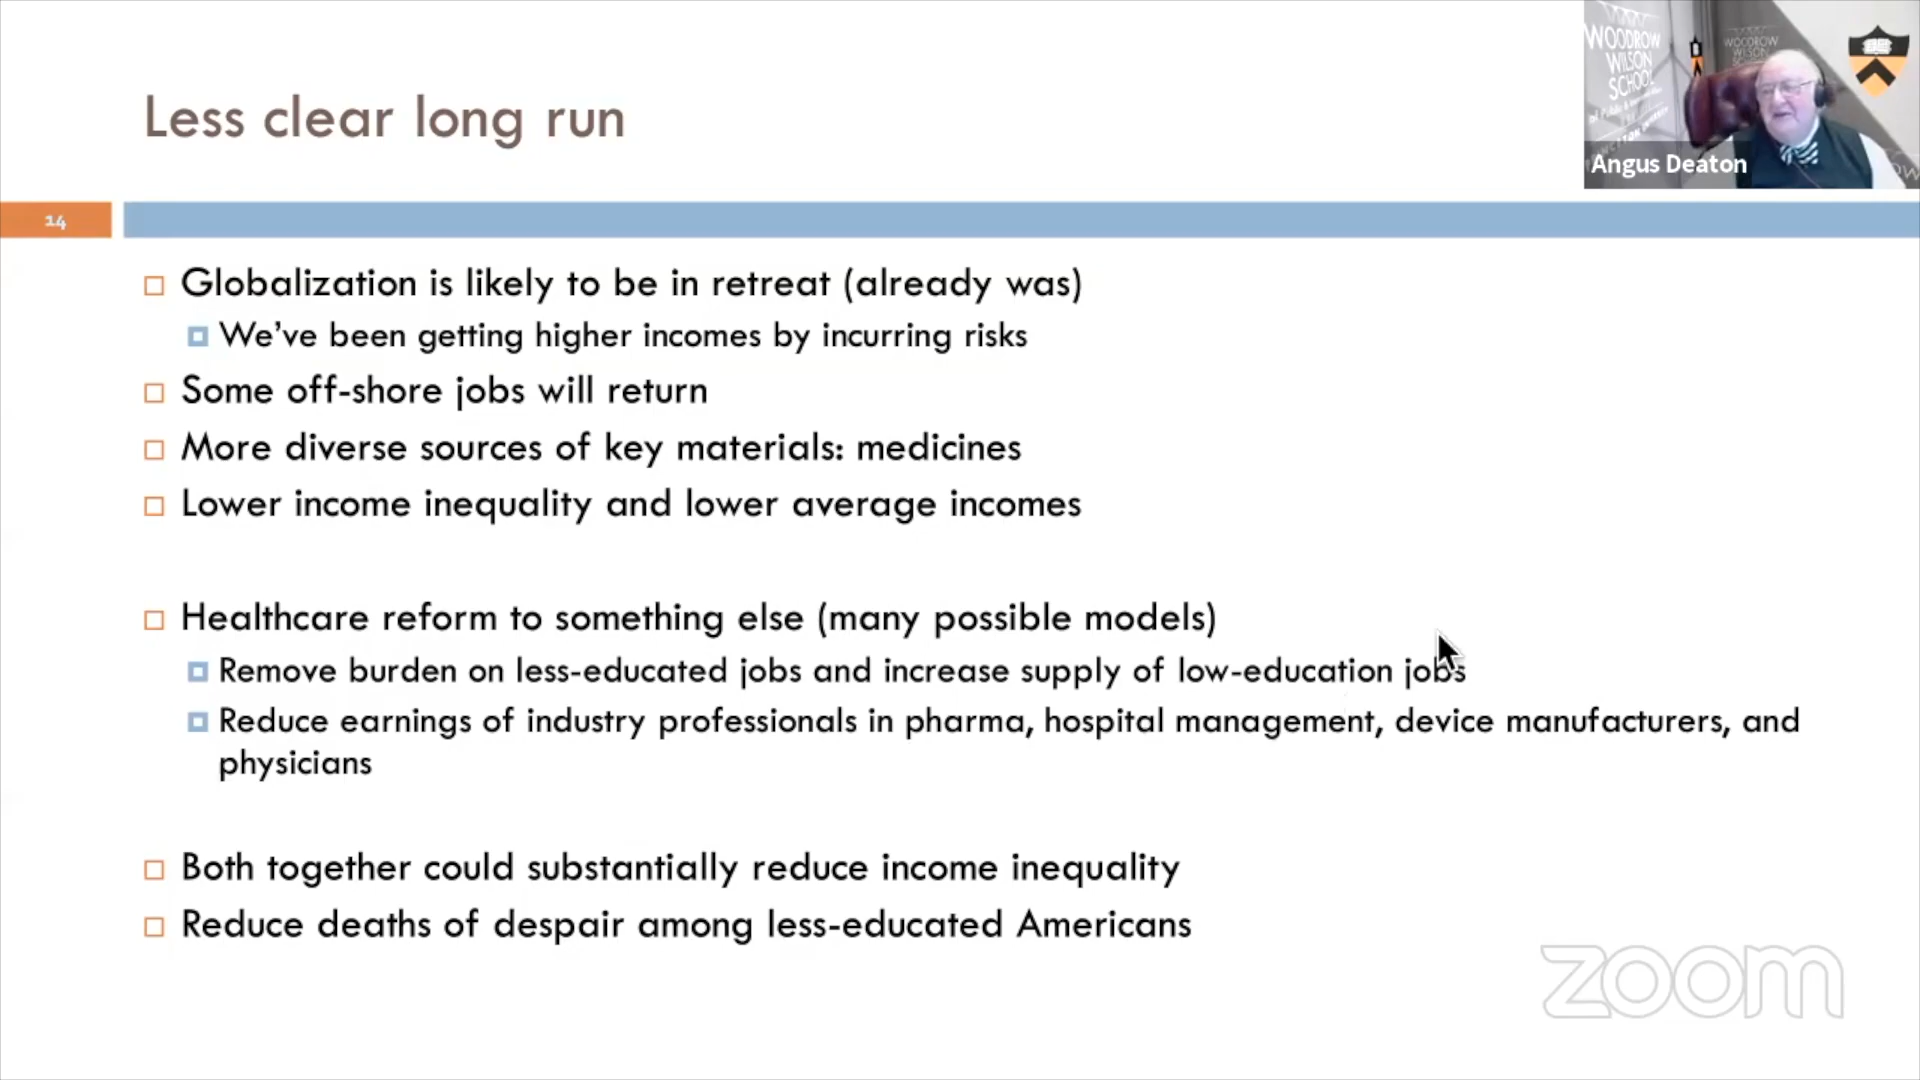 Less clear long run
WOODROW
WILSON
SCHOOL
WOODROW
WILSON
Angus Deaton
14
Globalization is likely to be in retreat (already was)
We've been getting higher incomes by incurring risks
Some off-shore jobs will return
More diverse sources of key materials: medicines
Lower income inequality and lower average incomes
Healthcare reform to something else (many possible models)
Remove burden on less-educated jobs and increase supply of low-education jobs
Reduce earnings of industry professionals in pharma, hospital management, device manufacturers, and
physicians
Both together could substantially reduce income inequality
Reduce deaths of despair among less-educated Americans
zoom